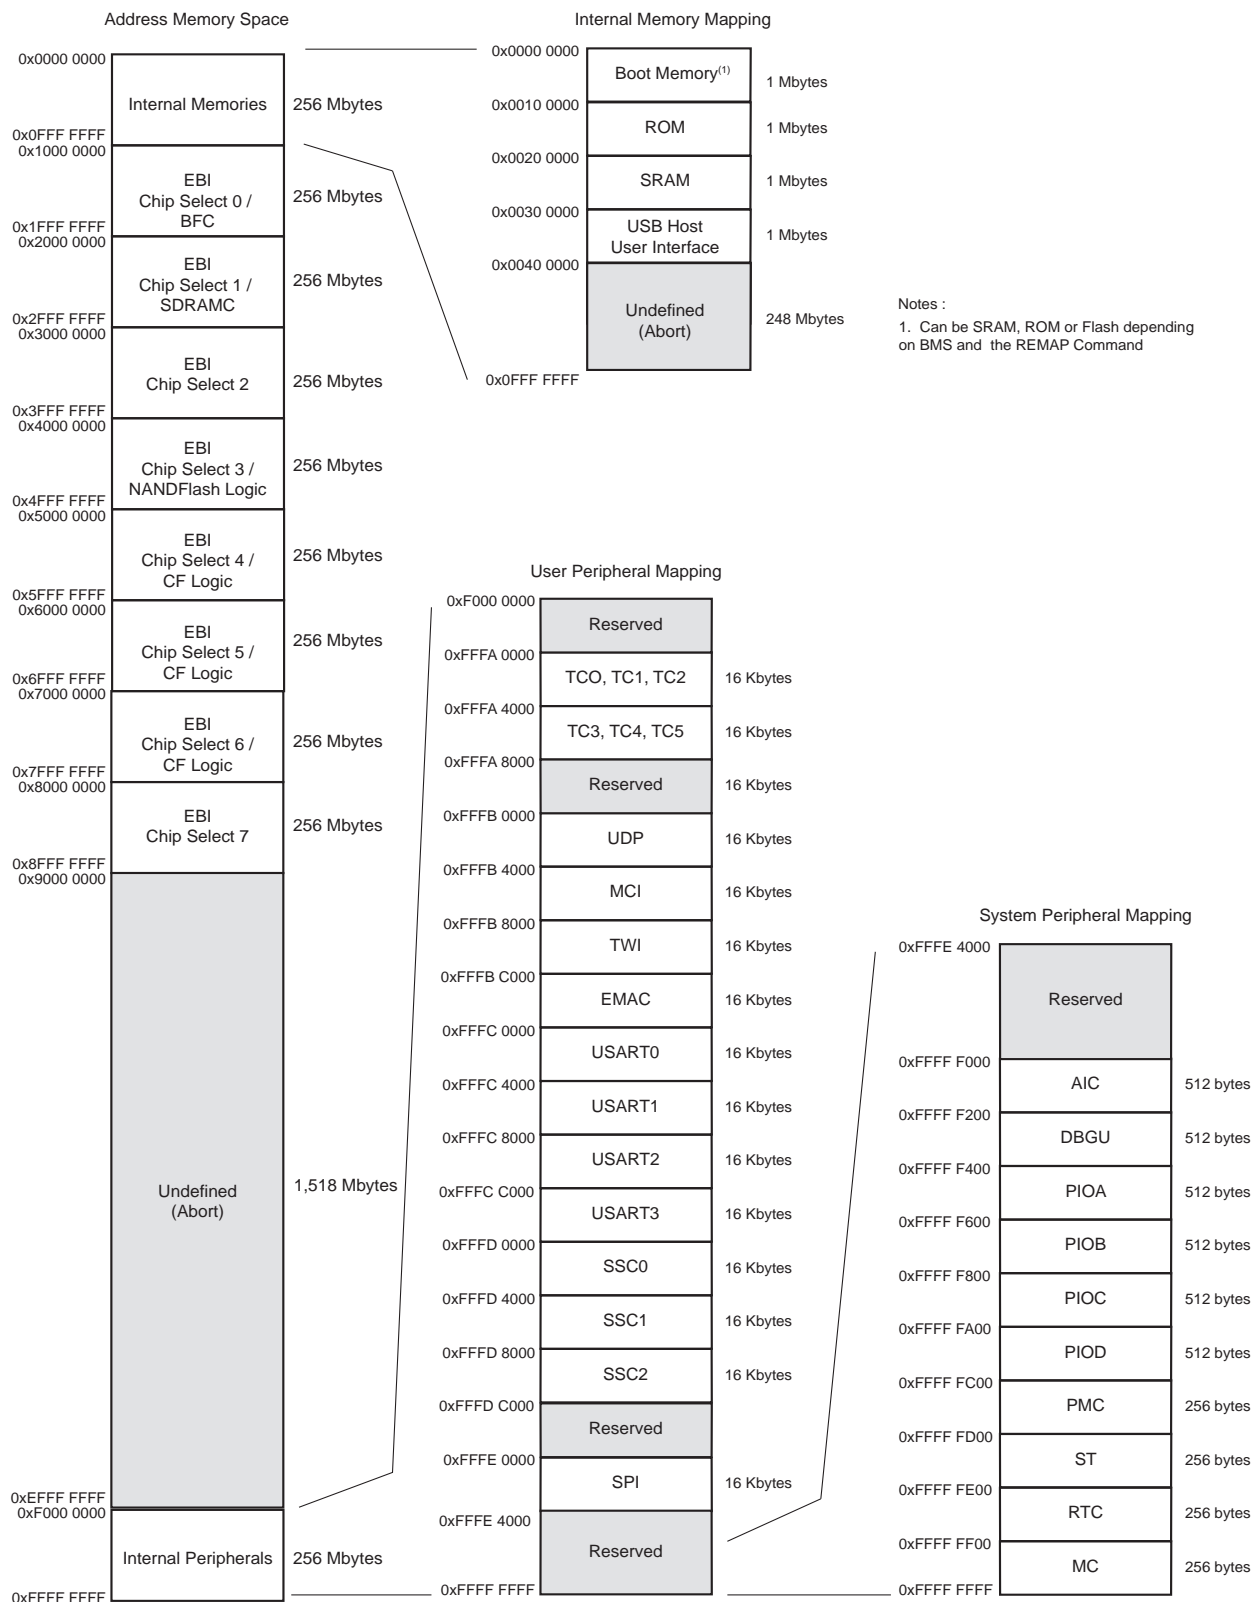 Address Memory Space
0x0000 0000
Internal Memories
256 Mbytes
0x0FFF FFFF
0x1000 0000
EBI
Chip Select 0 /
BFC
256 Mbytes
0x1FFF FFFF
0x2000 0000
EBI
Chip Select 1 /
SDRAMC
256 Mbytes
0x2FFF FFFF
0x3000 0000
EBI
Chip Select 2
256 Mbytes
0x3FFF FFFF
0x4000 0000
EBI
Chip Select 3 /
NANDFlash Logic
256 Mbytes
0x4FFF FFFF
0x5000 0000
EBI
Chip Select 4 /
CF Logic
256 Mbytes
0x5FFF FFFF
0x6000 0000
EBI
Chip Select 5 /
CF Logic
256 Mbytes
0x6FFF FFFF
0x7000 0000
EBI
Chip Select 6 /
CF Logic
256 Mbytes
0x7FFF FFFF
0x8000 0000
EBI
Chip Select 7
256 Mbytes
0x8FFF FFFF
0x9000 0000
Undefined
(Abort)
1,518 Mbytes
0xEFFF FFFF
0xF000 0000
Internal Peripherals
256 Mbytes
0xFFFF FFFF
Internal Memory Mapping
0x0000 0000
Boot Memory(1)
1 Mbytes
0x0010 0000
ROM
1 Mbytes
0x0020 0000
SRAM
1 Mbytes
0x0030 0000
USB Host
User Interface
1 Mbytes
0x0040 0000
Undefined
(Abort)
248 Mbytes
0x0FFF FFFF
Notes :
1. Can be SRAM, ROM or Flash depending
on BMS and the REMAP Command
User Peripheral Mapping
0xF000 0000
Reserved
0xFFFA 0000
TCO, TC1, TC2
16 Kbytes
0xFFFA 4000
TC3, TC4, TC5
16 Kbytes
0xFFFA 8000
Reserved
16 Kbytes
0xFFFB 0000
UDP
16 Kbytes
0xFFFB 4000
MCI
16 Kbytes
0xFFFB 8000
TWI
16 Kbytes
0xFFFB C000
EMAC
16 Kbytes
0xFFFC 0000
USART0
16 Kbytes
0xFFFC 4000
USART1
16 Kbytes
0xFFFC 8000
USART2
16 Kbytes
0xFFFC C000
USART3
16 Kbytes
0xFFFD 0000
SSC0
16 Kbytes
0xFFFD 4000
SSC1
16 Kbytes
0xFFFD 8000
SSC2
16 Kbytes
0xFFFD C000
Reserved
0xFFFE 0000
SPI
16 Kbytes
0xFFFE 4000
Reserved
0xFFFF FFFF
System Peripheral Mapping
0xFFFE 4000
Reserved
0xFFFF F000
AIC
512 bytes
0xFFFF F200
DBGU
512 bytes
0xFFFF F400
PIOA
512 bytes
0xFFFF F600
PIOB
512 bytes
0xFFFF F800
PIOC
512 bytes
0xFFFF FA00
PIOD
512 bytes
0xFFFF FC00
PMC
256 bytes
0xFFFF FD00
ST
256 bytes
0xFFFF FE00
RTC
256 bytes
0xFFFF FF00
MC
256 bytes
0xFFFF FFFF